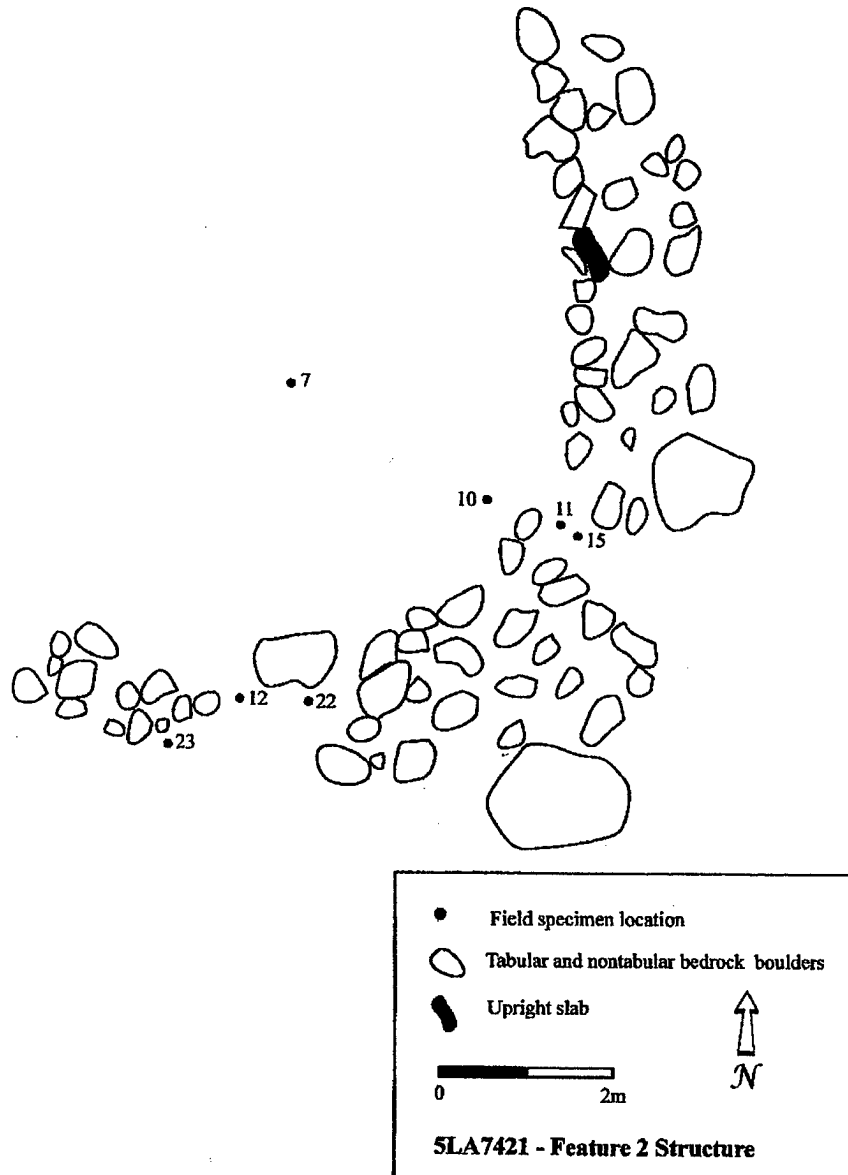 7
10
11
15
12
22
23
Field specimen location
Tabular and nontabular bedrock boulders
Upright slab
N
0 2m
5LA7421 - Feature 2 Structure